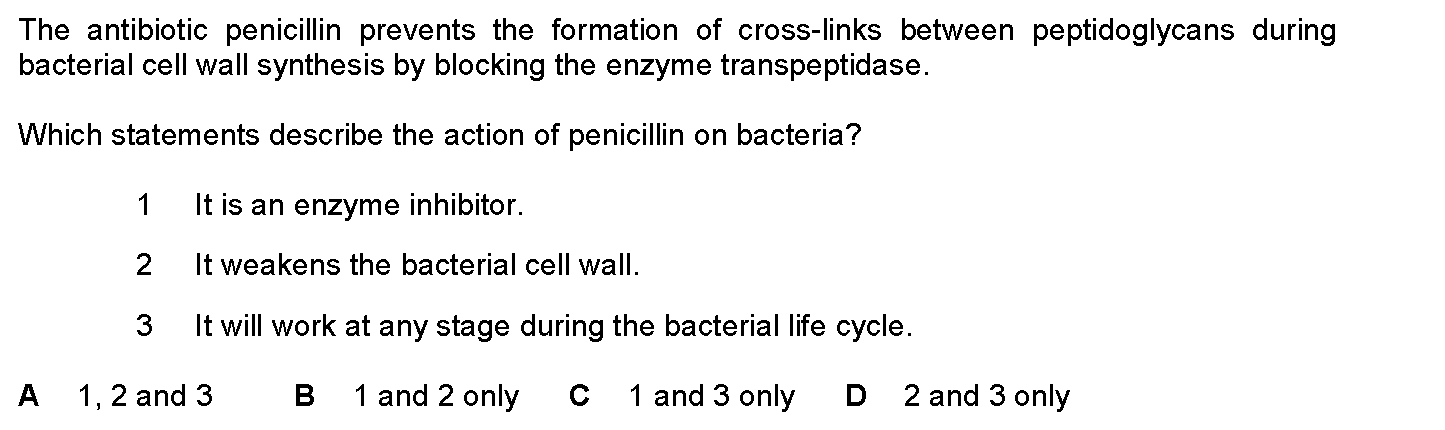 The antibiotic penicillin prevents the formation of cross-links between peptidoglycans during
bacterial cell wall synthesis by blocking the enzyme transpeptidase.
Which statements describe the action of penicillin on bacteria?
1 It is an enzyme inhibitor.
2 It weakens the bacterial cell wall.
3 It will work at any stage during the bacterial life cycle.
A 1, 2 and 3 B 1 and 2 only C 1 and 3 only D 2 and 3 only